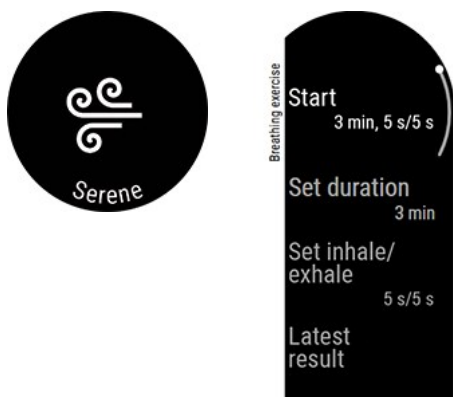 Serene
Breathing exercise
Start
3 min, 5 s/5 s
Set duration
3 min
Set inhale/
exhale
5 s/5 s
Latest
result